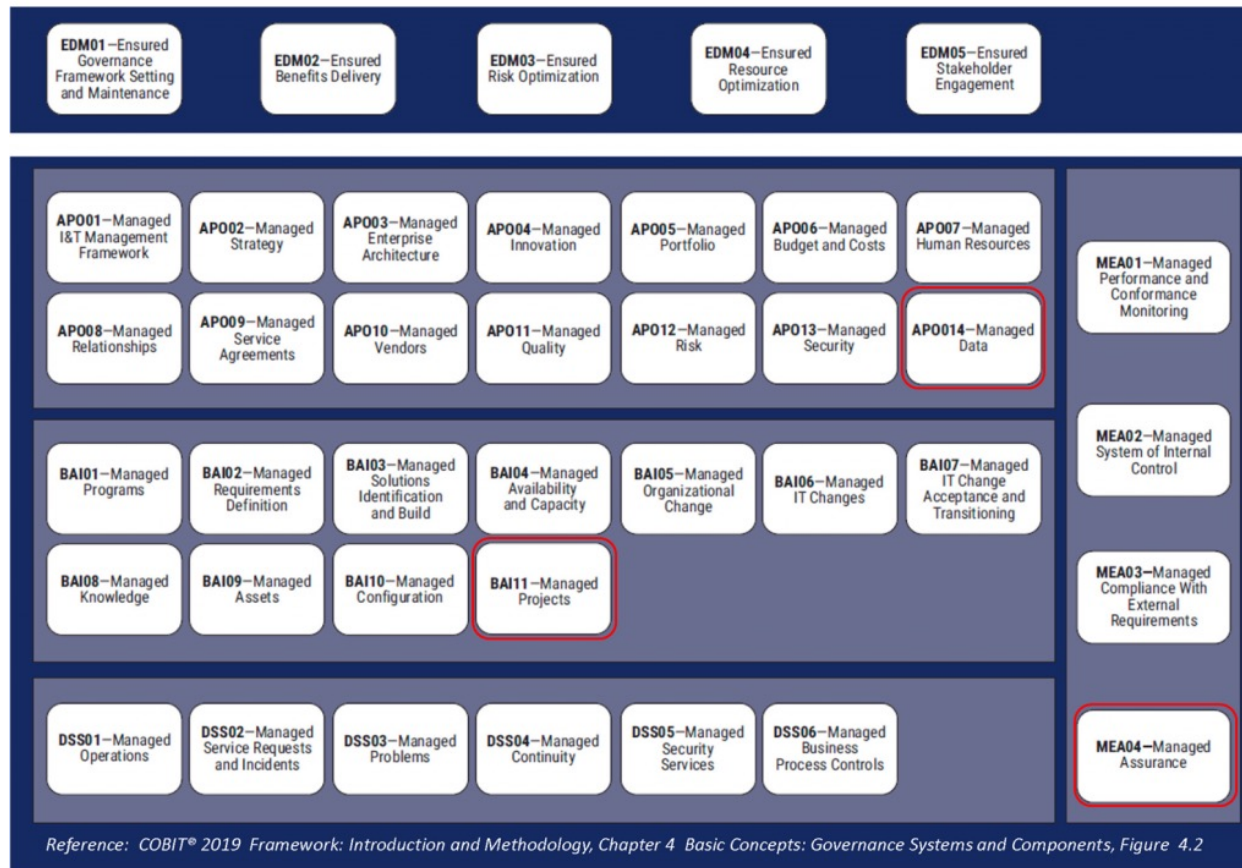 EDM01—Ensured
Governance
Framework Setting
and Maintenance
EDM02—Ensured
Benefits Delivery
EDM03—Ensured
Risk Optimization
EDM04—Ensured
Resource
Optimization
EDM05—Ensured
Stakeholder
Engagement
APO01—Managed
I&T Management
Framework
APO02—Managed
Strategy
APO03—Managed
Enterprise
Architecture
APO04—Managed
Innovation
APO05—Managed
Portfolio
APO06—Managed
Budget and Costs
APO07—Managed
Human Resources
APO08—Managed
Relationships
APO09—Managed
Service
Agreements
APO10—Managed
Vendors
APO11—Managed
Quality
APO12—Managed
Risk
APO13—Managed
Security
APO014—Managed
Data
BAI01—Managed
Programs
BAI02—Managed
Requirements
Definition
BAI03—Managed
Solutions
Identification
and Build
BAI04—Managed
Availability
and Capacity
BAI05—Managed
Organizational
Change
BAI06—Managed
IT Changes
BAI07—Managed
IT Change
Acceptance and
Transitioning
BAI08—Managed
Knowledge
BAI09—Managed
Assets
BAI10—Managed
Configuration
BAI11—Managed
Projects
DSS01—Managed
Operations
DSS02—Managed
Service Requests
and Incidents
DSS03—Managed
Problems
DSS04—Managed
Continuity
DSS05—Managed
Security
Services
DSS06—Managed
Business
Process Controls
MEA01—Managed
Performance and
Conformance
Monitoring
MEA02—Managed
System of Internal
Control
MEA03—Managed
Compliance With
External
Requirements
MEA04—Managed
Assurance
Reference: COBIT® 2019 Framework: Introduction and Methodology, Chapter 4 Basic Concepts: Governance Systems and Components, Figure 4.2